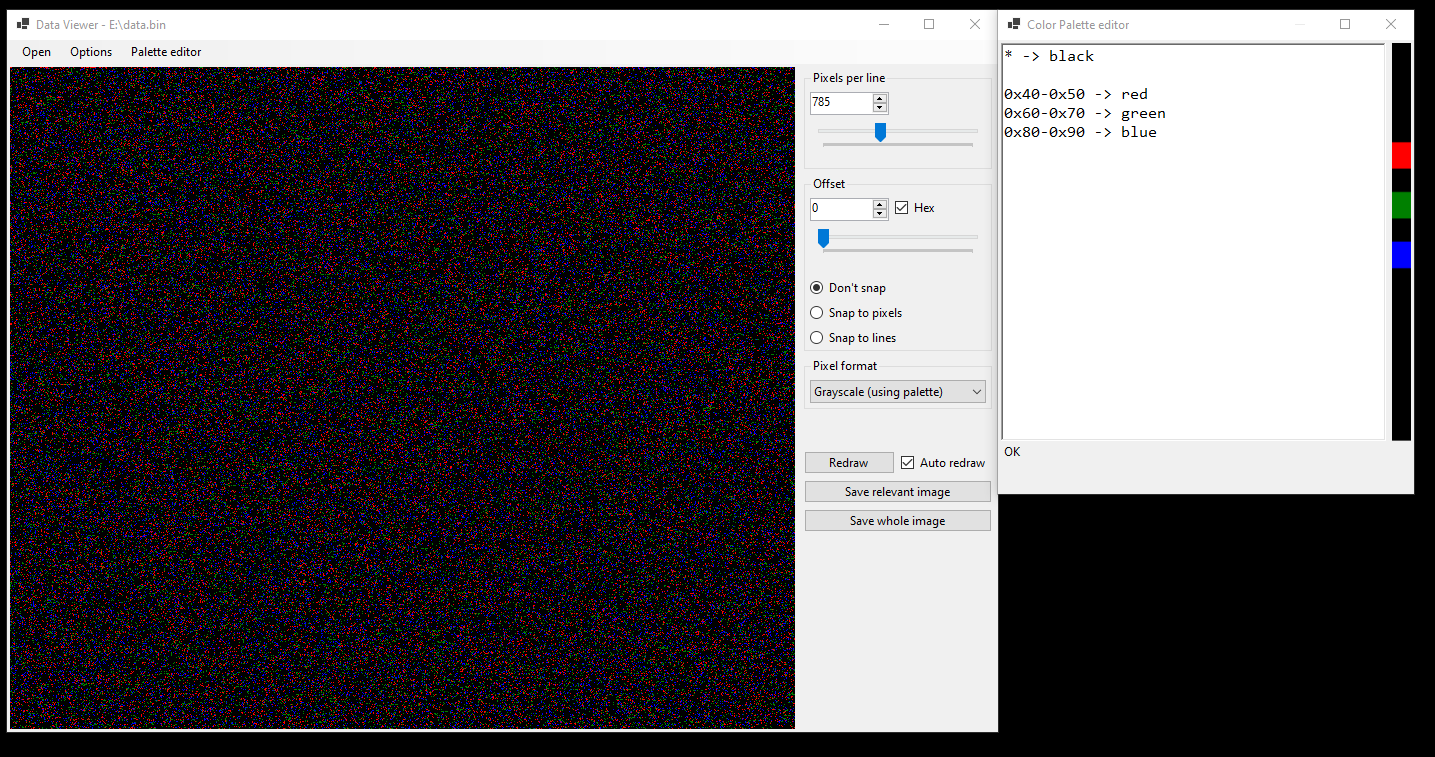 Data Viewer - E:\data.bin
Open Options Palette editor
Pixels per line
785
Offset
0 Hex
Don't snap
Snap to pixels
Snap to lines
Pixel format
Grayscale (using palette)
Redraw Auto redraw
Save relevant image
Save whole image
Color Palette editor
* -> black
0x40-0x50 -> red
0x60-0x70 -> green
0x80-0x90 -> blue
OK